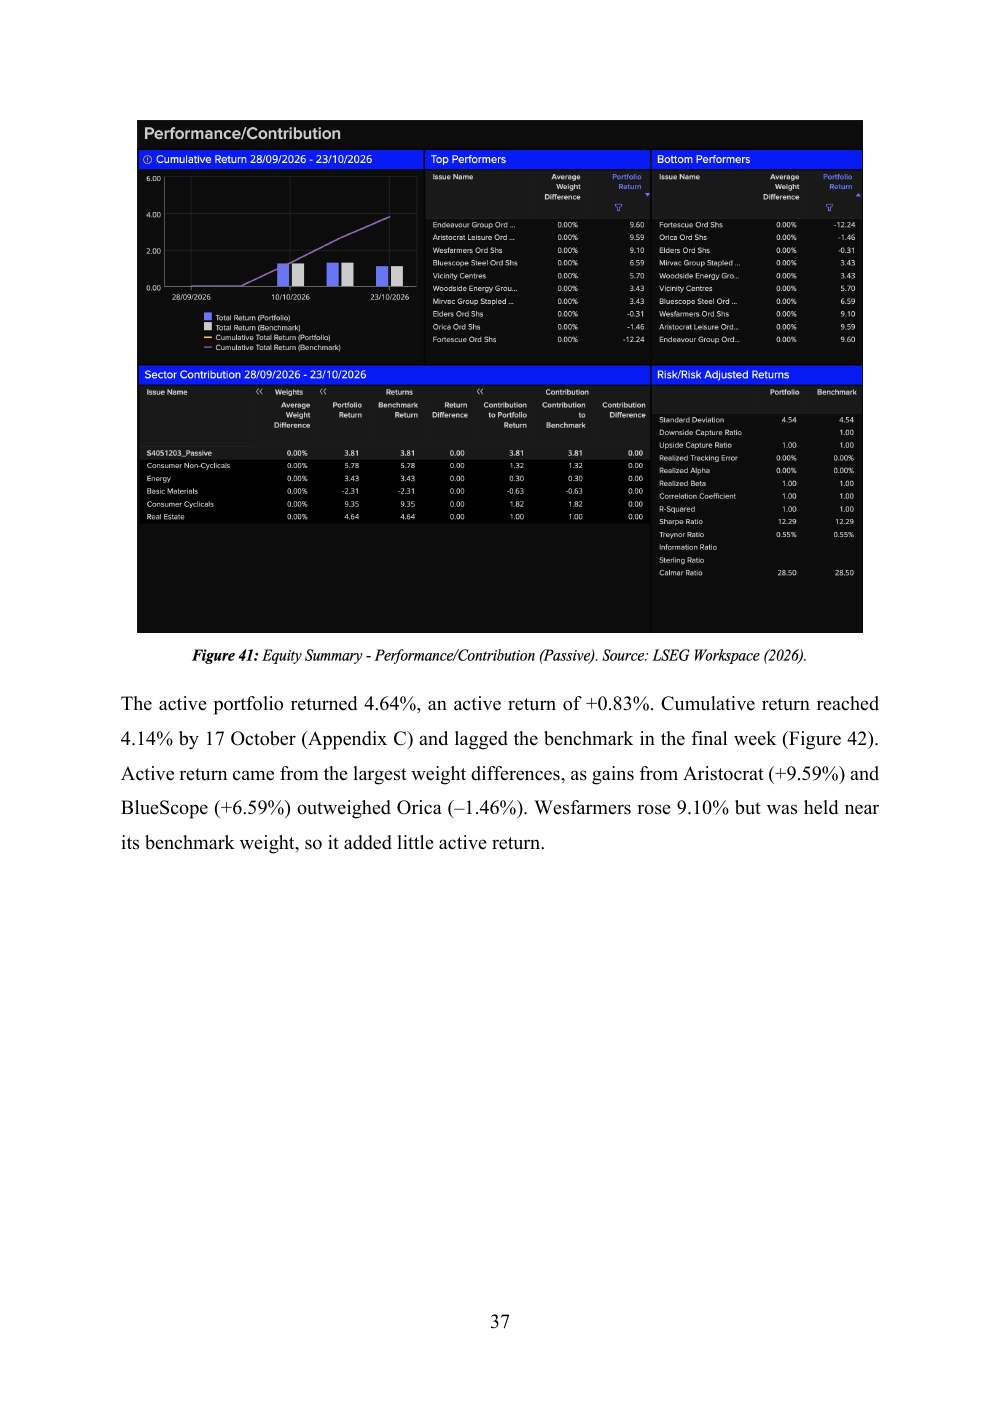 Performance/Contribution
Cumulative Return 28/09/2026 - 23/10/2026
6.00
4.00
2.00
0.00
28/09/2026 10/10/2026 23/10/2026
Total Return (Portfolio)
Total Return (Benchmark)
Cumulative Total Return (Portfolio)
Cumulative Total Return (Benchmark)
Top Performers
Issue Name Average Weight Difference Portfolio Return
Endeavour Group Ord ... 0.00% 9.60
Aristocrat Leisure Ord ... 0.00% 9.59
Wesfarmers Ord Shs 0.00% 9.10
Bluescope Steel Ord Shs 0.00% 6.59
Vicinity Centres 0.00% 5.70
Woodside Energy Grou... 0.00% 3.43
Mirvac Group Stapled ... 0.00% 3.43
Elders Ord Shs 0.00% -0.31
Orica Ord Shs 0.00% -1.46
Fortescue Ord Shs 0.00% -12.24
Bottom Performers
Issue Name Average Weight Difference Portfolio Return
Fortescue Ord Shs 0.00% -12.24
Orica Ord Shs 0.00% -1.46
Elders Ord Shs 0.00% -0.31
Mirvac Group Stapled ... 0.00% 3.43
Woodside Energy Gro... 0.00% 3.43
Vicinity Centres 0.00% 5.70
Bluescope Steel Ord ... 0.00% 6.59
Wesfarmers Ord Shs 0.00% 9.10
Aristocrat Leisure Ord... 0.00% 9.59
Endeavour Group Ord... 0.00% 9.60
Sector Contribution 28/09/2026 - 23/10/2026
Issue Name << Weights << Returns << Contribution
Average Weight Difference Portfolio Return Benchmark Return Return Difference Contribution to Portfolio Return Contribution to Benchmark Contribution Difference
S4051203_Passive 0.00% 3.81 3.81 0.00 3.81 3.81 0.00
Consumer Non-Cyclicals 0.00% 5.78 5.78 0.00 1.32 1.32 0.00
Energy 0.00% 3.43 3.43 0.00 0.30 0.30 0.00
Basic Materials 0.00% -2.31 -2.31 0.00 -0.63 -0.63 0.00
Consumer Cyclicals 0.00% 9.35 9.35 0.00 1.82 1.82 0.00
Real Estate 0.00% 4.64 4.64 0.00 1.00 1.00 0.00
Risk/Risk Adjusted Returns
Portfolio Benchmark
Standard Deviation 4.54 4.54
Downside Capture Ratio 1.00
Upside Capture Ratio 1.00 1.00
Realized Tracking Error 0.00% 0.00%
Realized Alpha 0.00% 0.00%
Realized Beta 1.00 1.00
Correlation Coefficient 1.00 1.00
R-Squared 1.00 1.00
Sharpe Ratio 12.29 12.29
Treynor Ratio 0.55% 0.55%
Information Ratio
Sterling Ratio
Calmar Ratio 28.50 28.50
Figure 41: Equity Summary - Performance/Contribution (Passive). Source: LSEG Workspace (2026).
The active portfolio returned 4.64%, an active return of +0.83%. Cumulative return reached
4.14% by 17 October (Appendix C) and lagged the benchmark in the final week (Figure 42).
Active return came from the largest weight differences, as gains from Aristocrat (+9.59%) and
BlueScope (+6.59%) outweighed Orica (–1.46%). Wesfarmers rose 9.10% but was held near
its benchmark weight, so it added little active return.
37